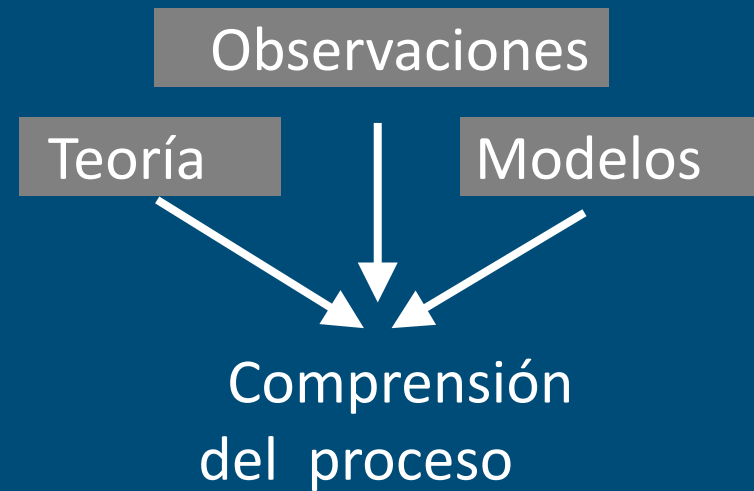 Observaciones
Teoría
Modelos
Comprensión
del proceso